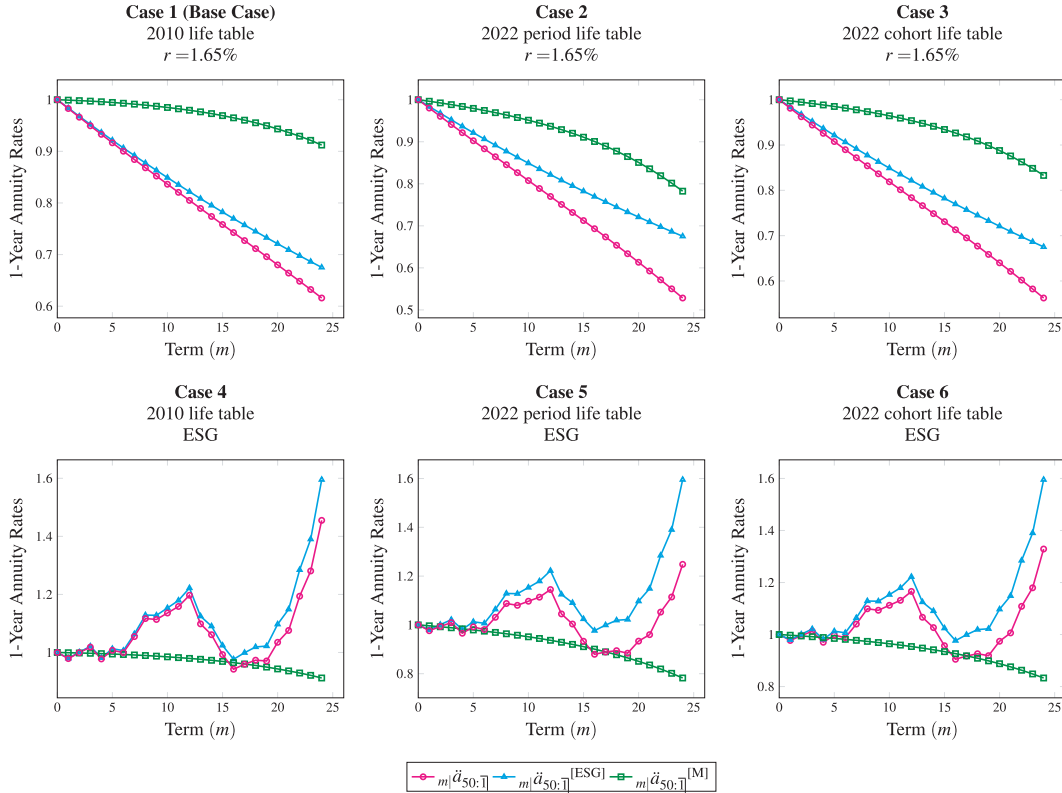 Case 1 (Base Case)
2010 life table
r =1.65%
1-Year Annuity Rates
1
0.9
0.8
0.7
0.6
0
5
10
15
20
25
Term (m)
Case 2
2022 period life table
r =1.65%
1-Year Annuity Rates
1
0.9
0.8
0.7
0.6
0.5
0
5
10
15
20
25
Term (m)
Case 3
2022 cohort life table
r =1.65%
1-Year Annuity Rates
1
0.9
0.8
0.7
0.6
0
5
10
15
20
25
Term (m)
Case 4
2010 life table
ESG
1-Year Annuity Rates
1.6
1.4
1.2
1
0
5
10
15
20
25
Term (m)
Case 5
2022 period life table
ESG
1-Year Annuity Rates
1.6
1.4
1.2
1
0.8
0
5
10
15
20
25
Term (m)
Case 6
2022 cohort life table
ESG
1-Year Annuity Rates
1.6
1.4
1.2
1
0.8
0
5
10
15
20
25
Term (m)
m|ä50:1̅| m|ä50:1̅|[ESG] m|ä50:1̅|[M]